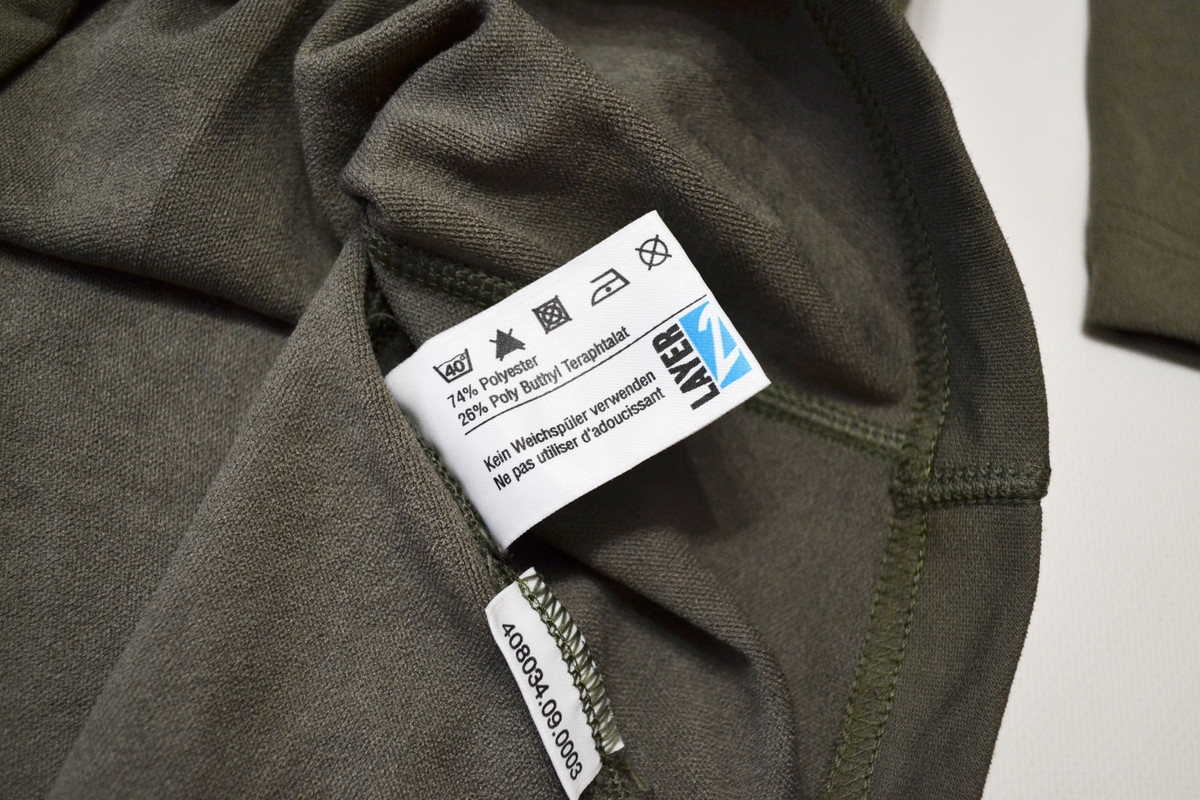 40°
74% Polyester
26% Poly Buthyl Teraphtalat
Kein Weichspüler verwenden
Ne pas utiliser d'adoucissant
LAYER 2
408034.09.0003